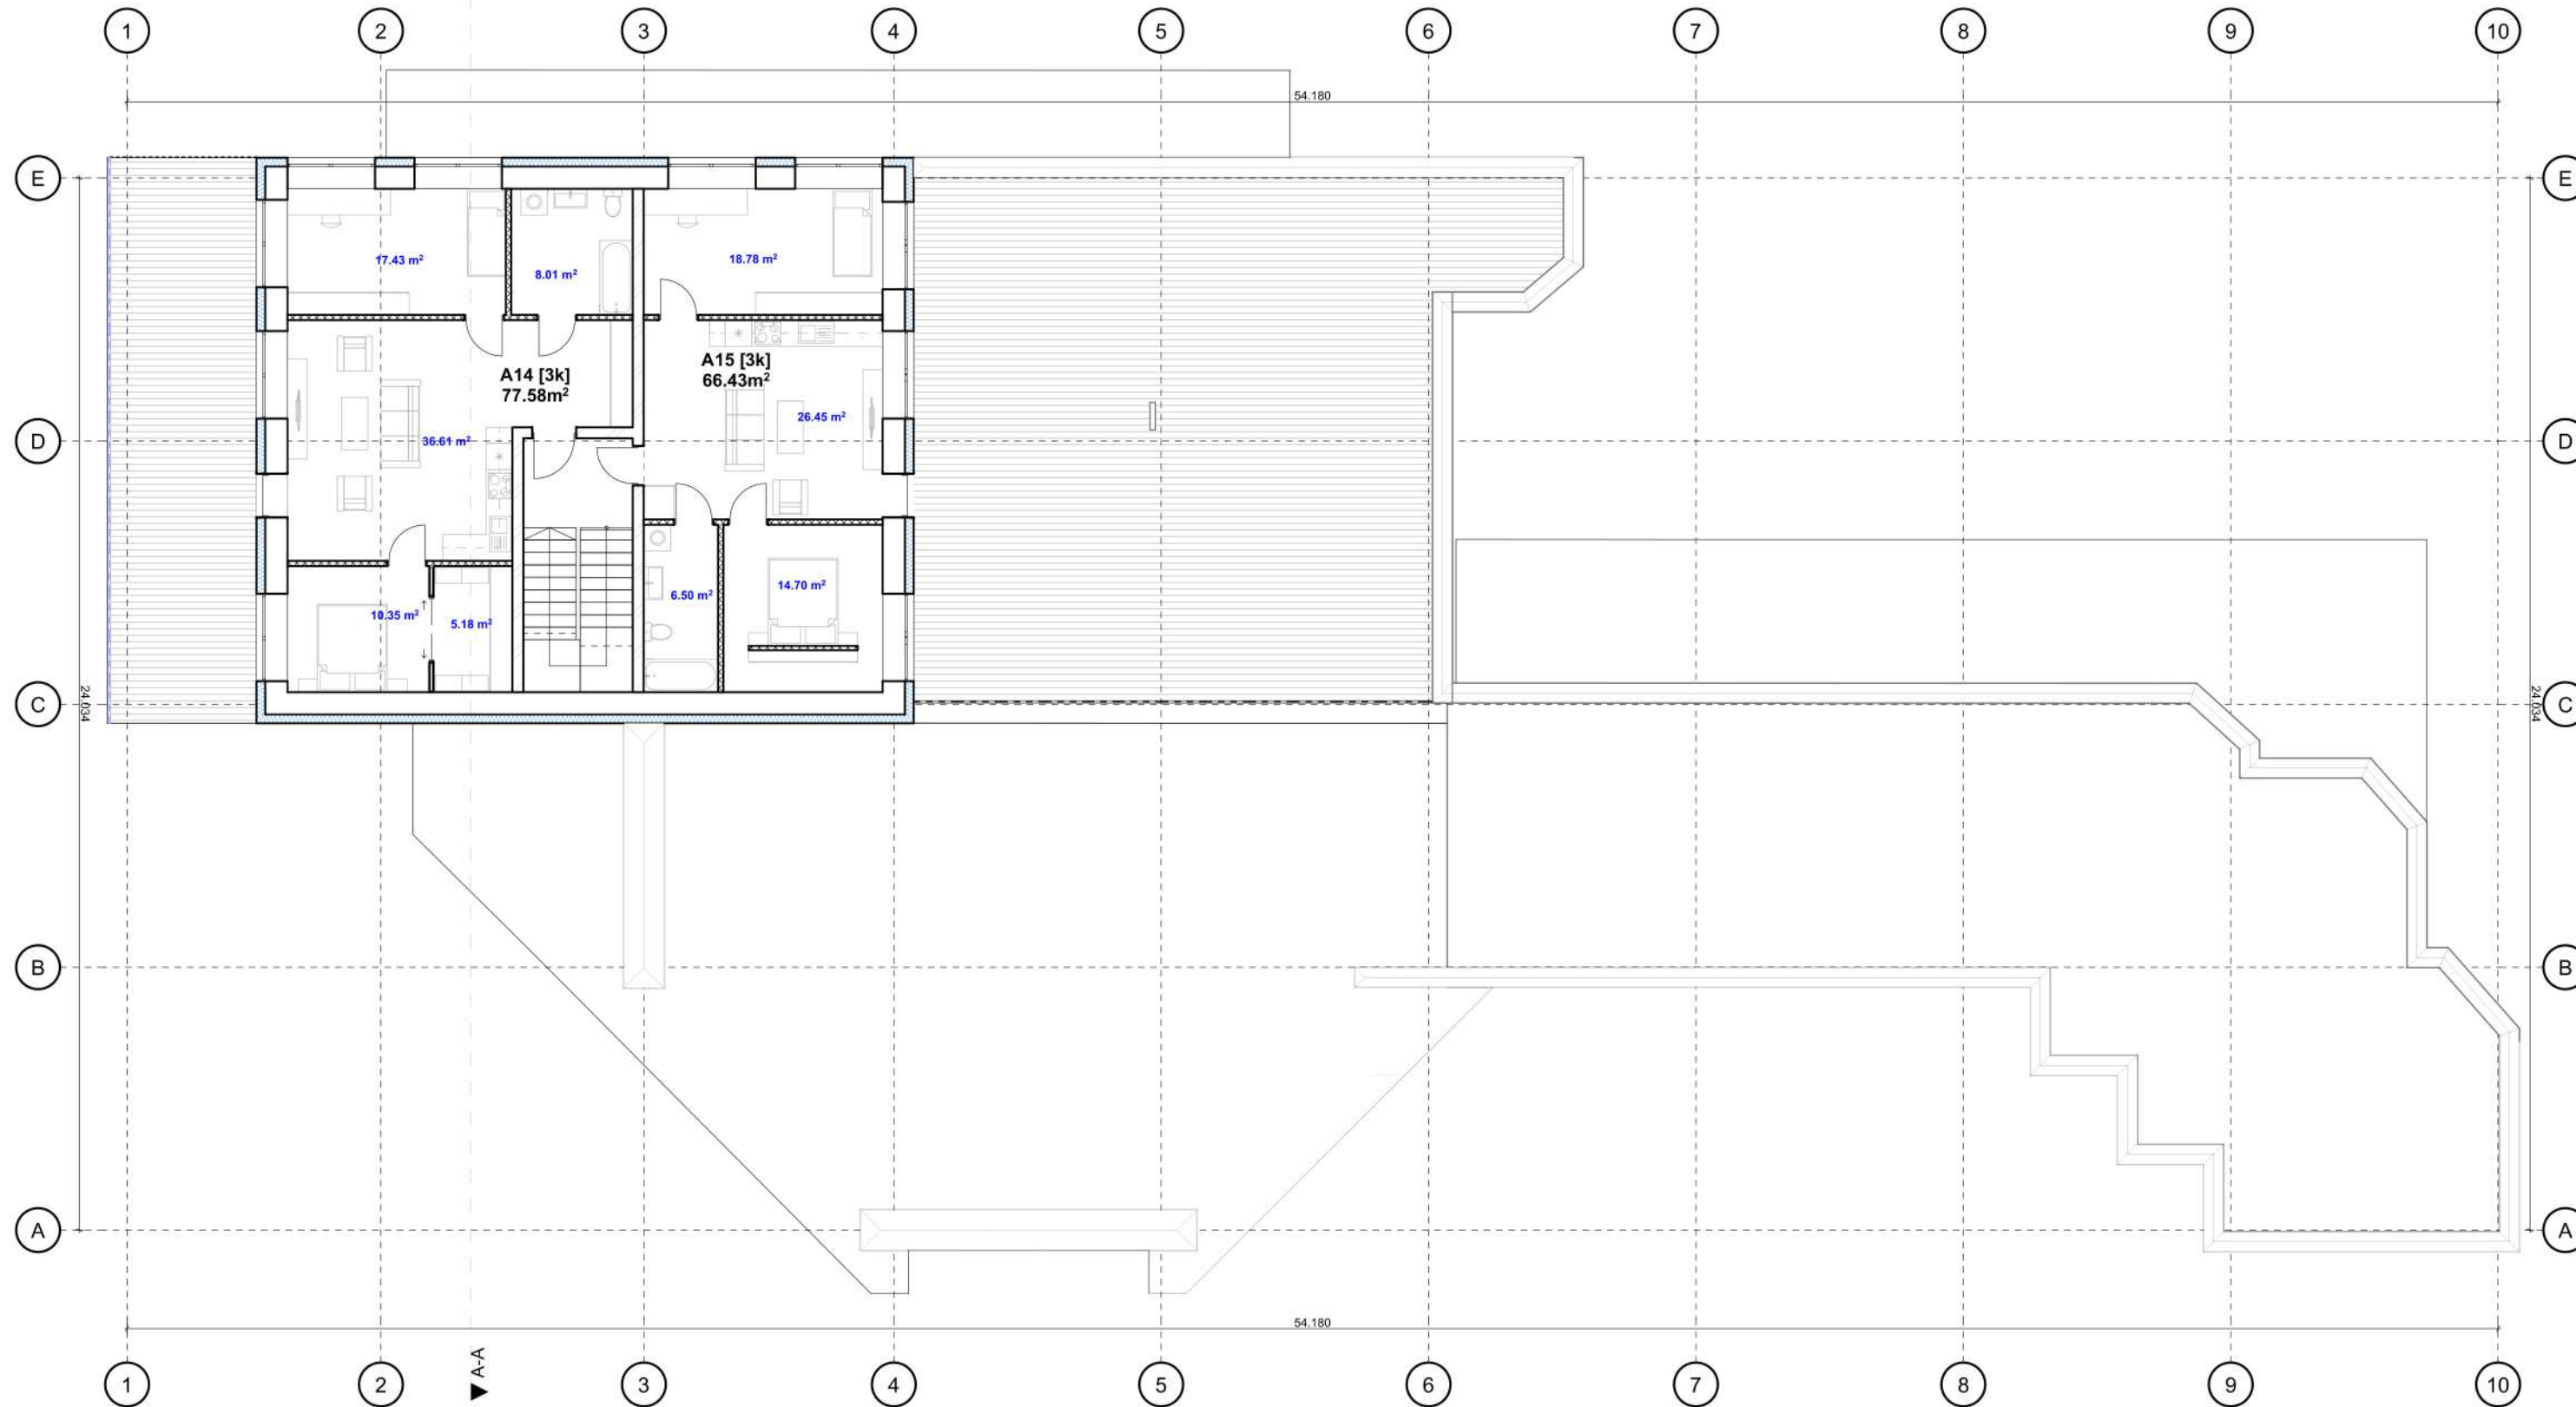 1 2 3 4 5 6 7 8 9 10
54.180
E E
17.43 m²
8.01 m²
18.78 m²
A14 [3k]
77.58m²
A15 [3k]
66.43m²
26.45 m²
36.61 m²
D D
14.70 m²
6.50 m²
10.35 m²
5.18 m²
C C
24.034
24.034
B B
A A
54.180
A-A
1 2 3 4 5 6 7 8 9 10